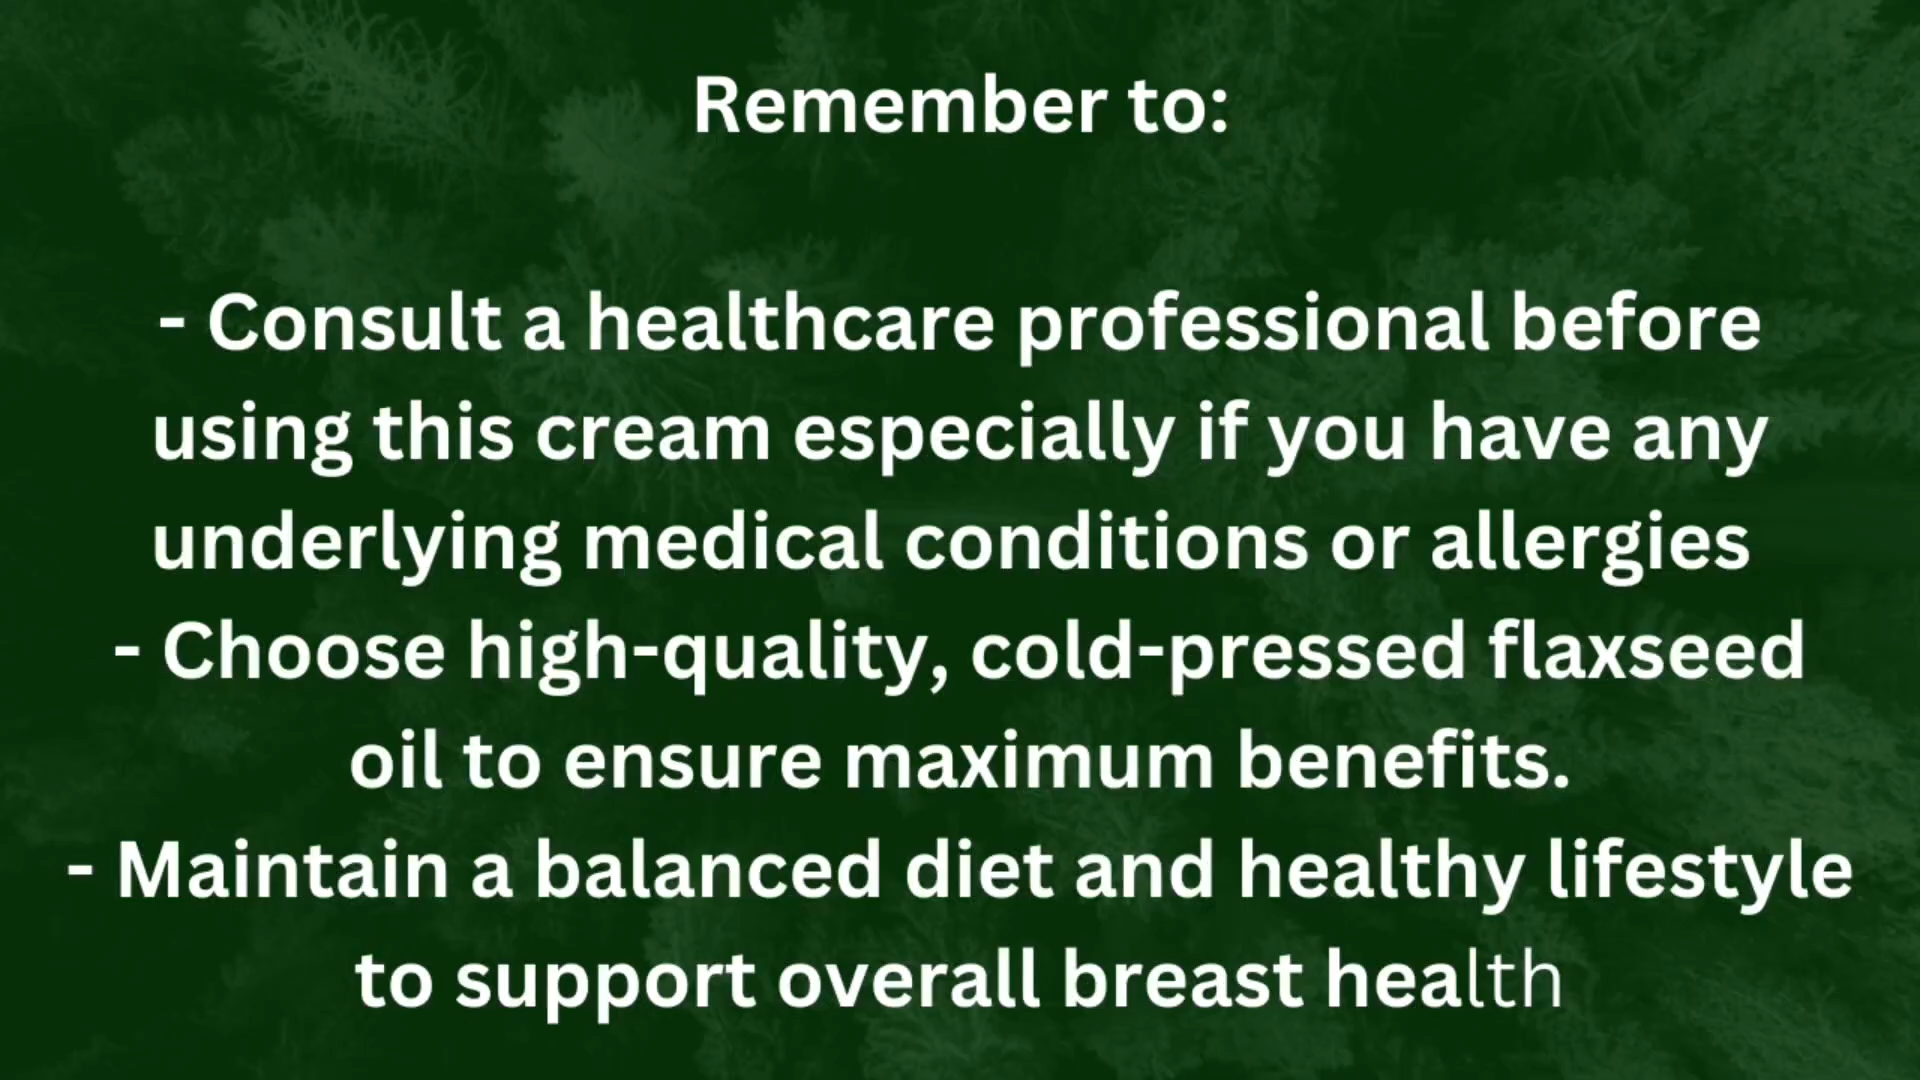 Remember to:
- Consult a healthcare professional before
using this cream especially if you have any
underlying medical conditions or allergies
- Choose high-quality, cold-pressed flaxseed
oil to ensure maximum benefits.
- Maintain a balanced diet and healthy lifestyle
to support overall breast health